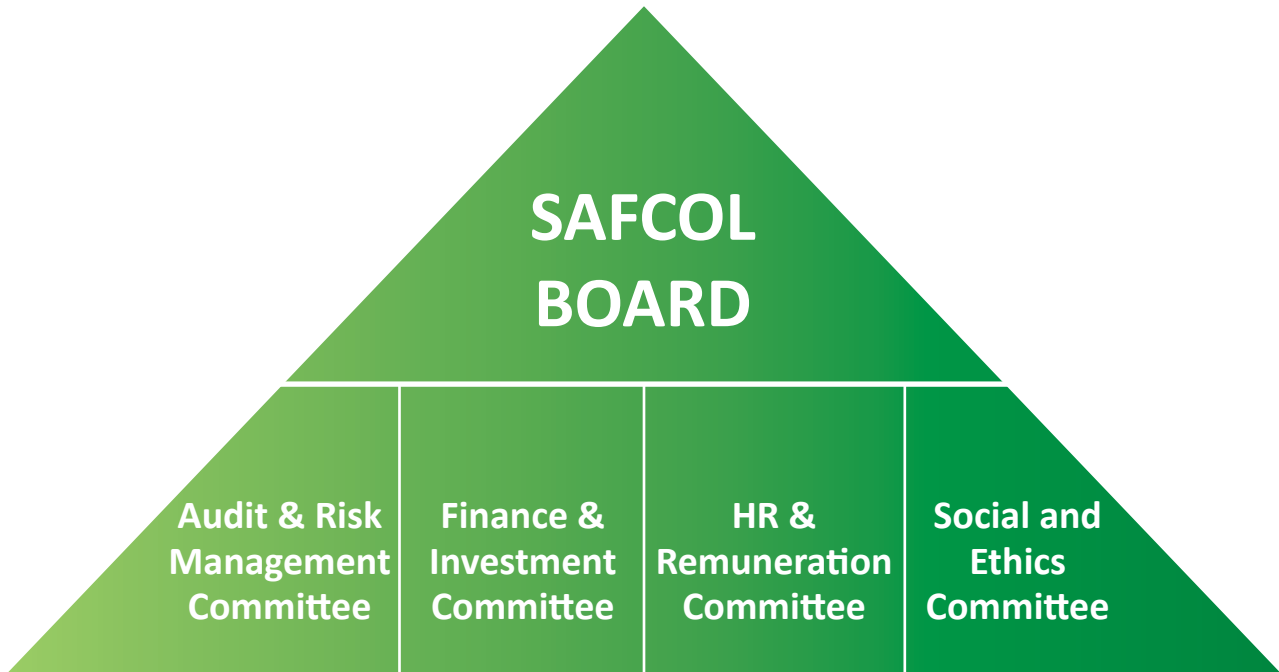 SAFCOL
BOARD
Audit & Risk
Management
Committee
Finance &
Investment
Committee
HR &
Remuneration
Committee
Social and
Ethics
Committee